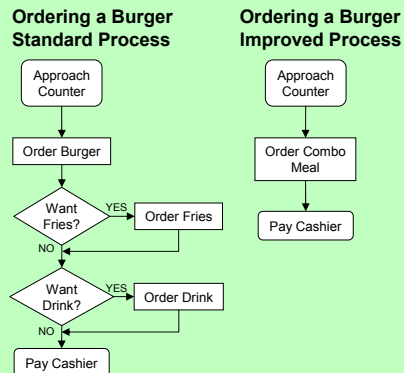 Ordering a Burger
Standard Process
Approach
Counter
Order Burger
Want
Fries?
YES
Order Fries
NO
Want
Drink?
YES
Order Drink
NO
Pay Cashier
Ordering a Burger
Improved Process
Approach
Counter
Order Combo
Meal
Pay Cashier